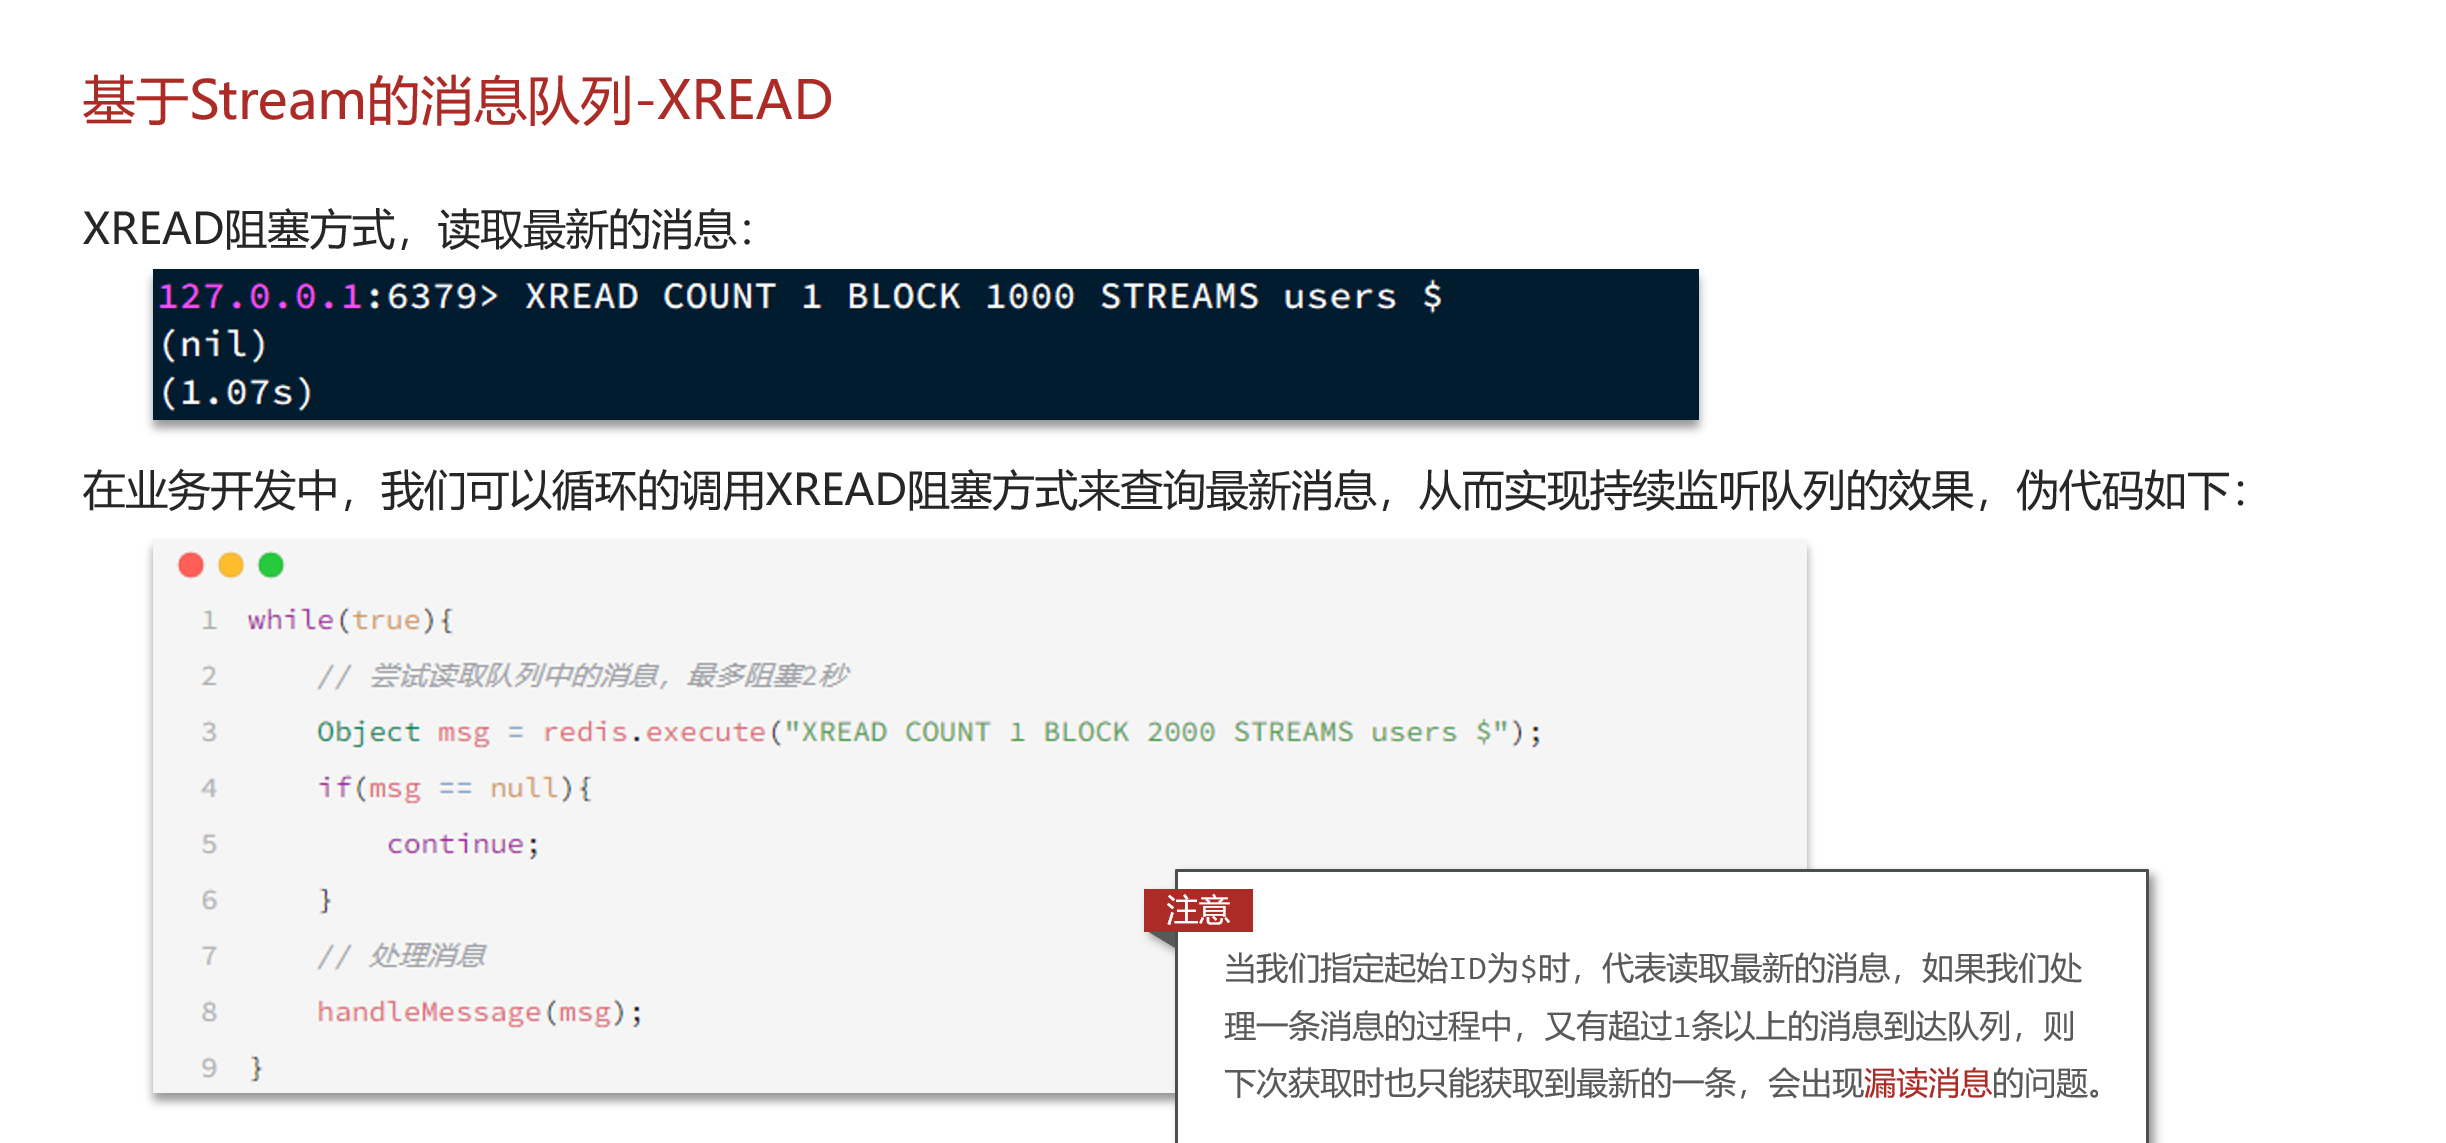 基于Stream的消息队列-XREAD
XREAD阻塞方式，读取最新的消息：
127.0.0.1:6379> XREAD COUNT 1 BLOCK 1000 STREAMS users $
(nil)
(1.07s)
在业务开发中，我们可以循环的调用XREAD阻塞方式来查询最新消息，从而实现持续监听队列的效果，伪代码如下：
1 while(true){
2 // 尝试读取队列中的消息，最多阻塞2秒
3 Object msg = redis.execute("XREAD COUNT 1 BLOCK 2000 STREAMS users $");
4 if(msg == null){
5 continue;
6 }
7 // 处理消息
8 handleMessage(msg);
9 }
注意
当我们指定起始ID为$时，代表读取最新的消息，如果我们处
理一条消息的过程中，又有超过1条以上的消息到达队列，则
下次获取时也只能获取到最新的一条，会出现漏读消息的问题。